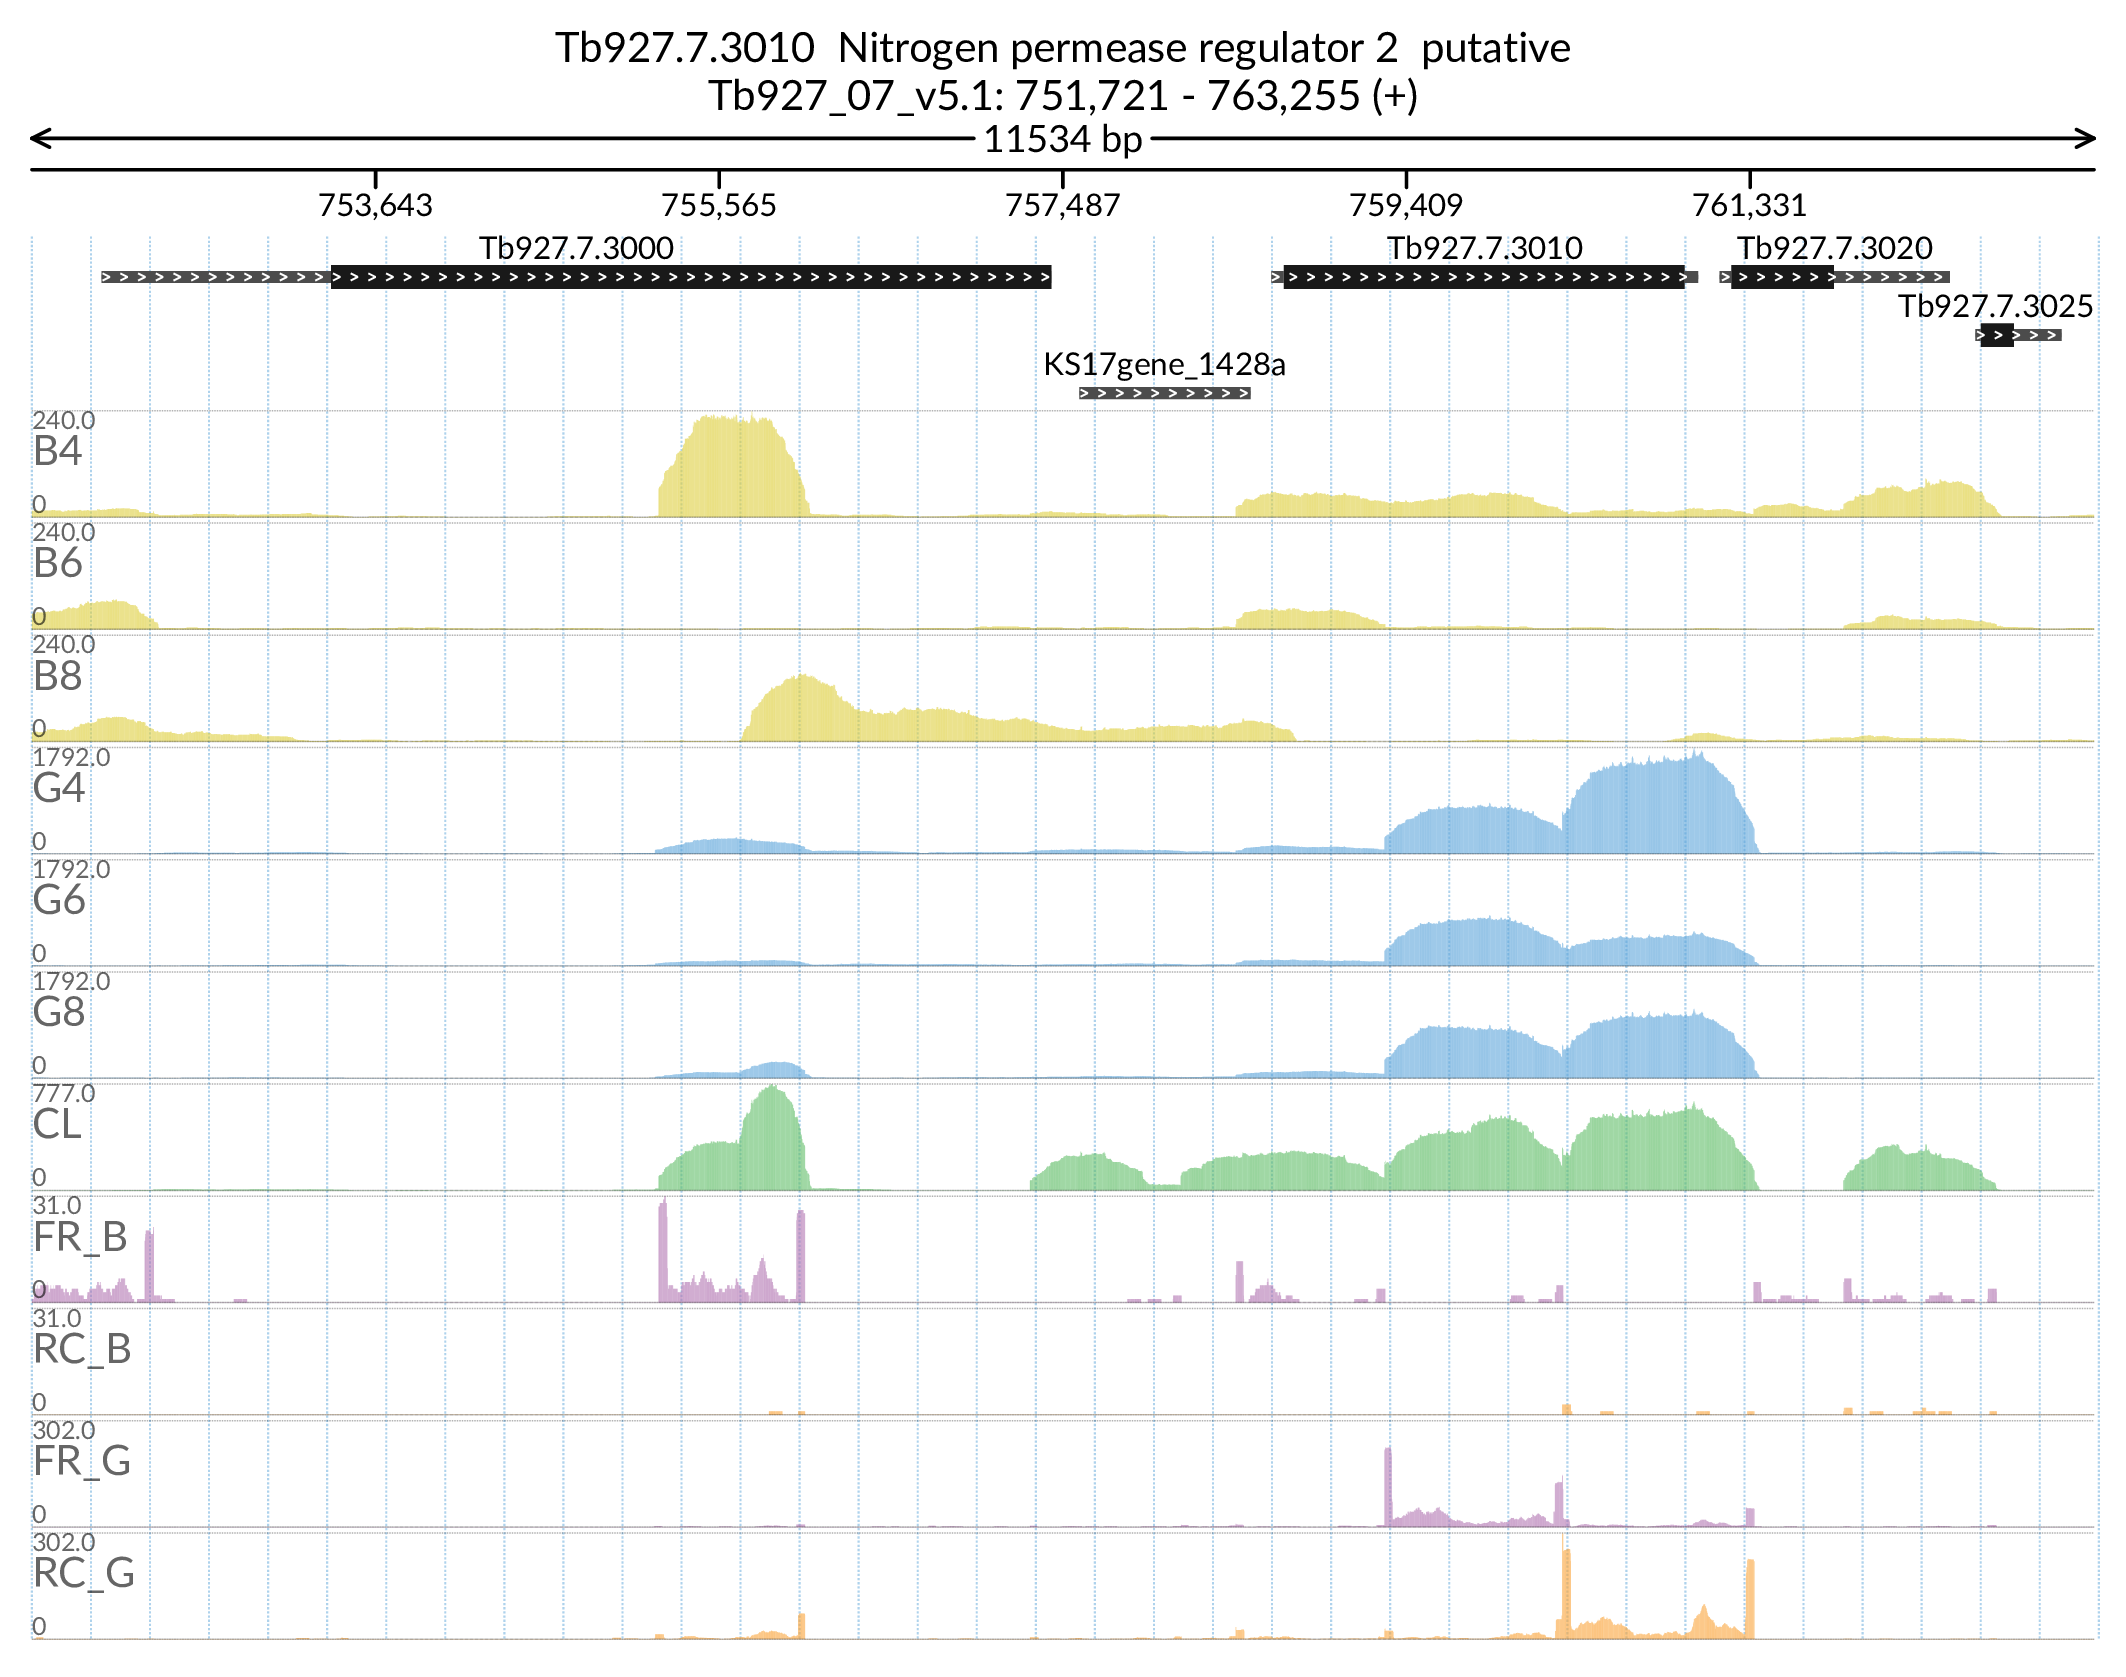 Tb927.7.3010  Nitrogen permease regulator 2  putative
Tb927_07_v5.1: 751,721 - 763,255 (+)
11534 bp
753,643 755,565 757,487 759,409 761,331
Tb927.7.3000 Tb927.7.3010 Tb927.7.3020
Tb927.7.3025
KS17gene_1428a
240.0
B4
0
240.0
B6
0
240.0
B8
0
1792.0
G4
0
1792.0
G6
0
1792.0
G8
0
777.0
CL
0
31.0
FR_B
0
31.0
RC_B
0
302.0
FR_G
0
302.0
RC_G
0